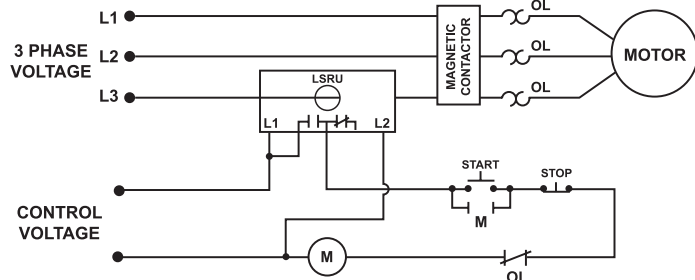 L1
OL
3 PHASE
VOLTAGE
L2
MAGNETIC
CONTACTOR
OL
MOTOR
LSRU
L3
OL
L1
L2
START
STOP
M
CONTROL
VOLTAGE
M
OL